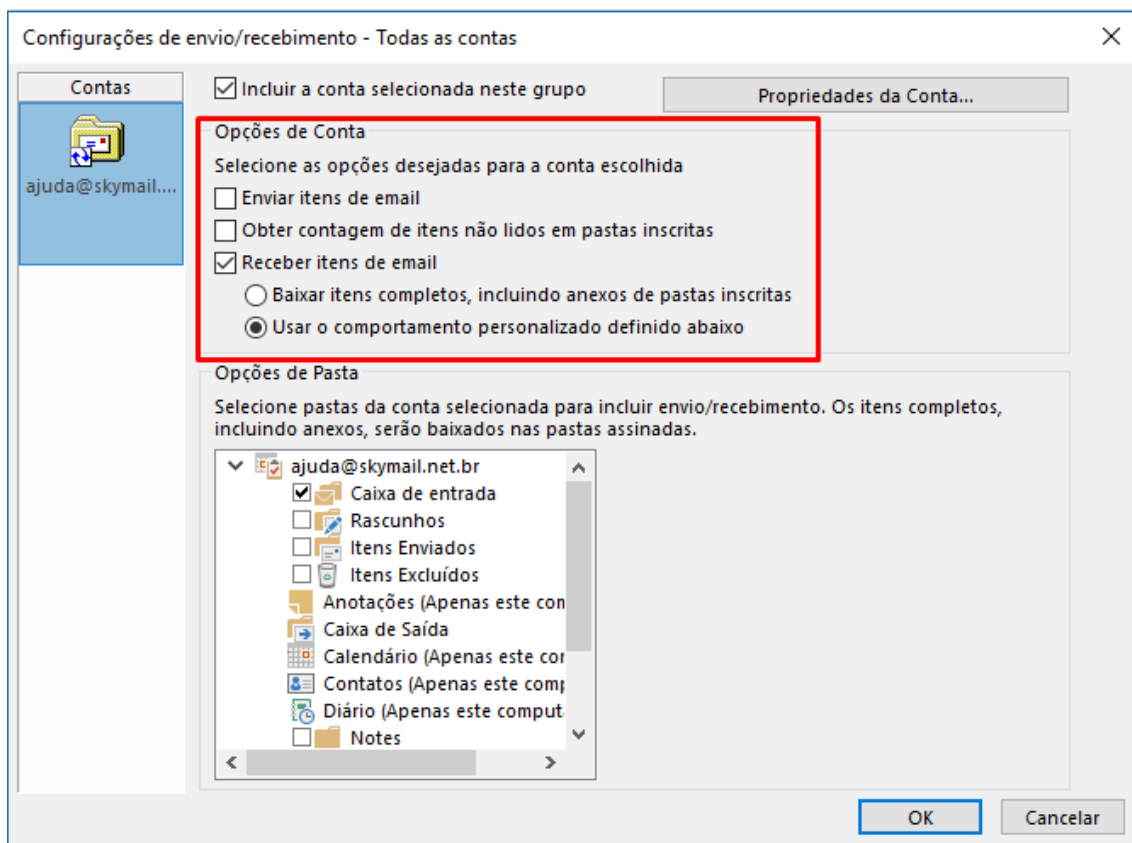 Configurações de envio/recebimento - Todas as contas
Contas
ajuda@skymail....
Incluir a conta selecionada neste grupo
Propriedades da Conta...
Opções de Conta
Selecione as opções desejadas para a conta escolhida
Enviar itens de email
Obter contagem de itens não lidos em pastas inscritas
Receber itens de email
Baixar itens completos, incluindo anexos de pastas inscritas
Usar o comportamento personalizado definido abaixo
Opções de Pasta
Selecione pastas da conta selecionada para incluir envio/recebimento. Os itens completos,
incluindo anexos, serão baixados nas pastas assinadas.
ajuda@skymail.net.br
Caixa de entrada
Rascunhos
Itens Enviados
Itens Excluídos
Anotações (Apenas este com
Caixa de Saída
Calendário (Apenas este cor
Contatos (Apenas este comp
Diário (Apenas este comput
Notes
OK
Cancelar